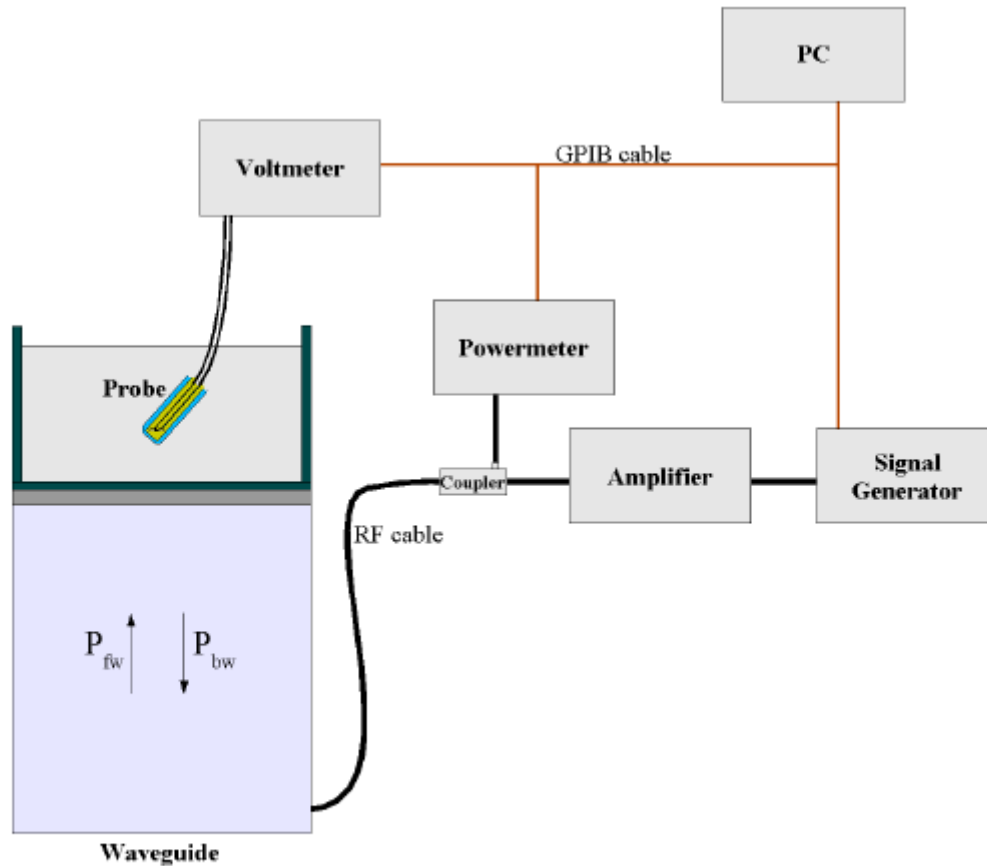 PC
Voltmeter
GPIB cable
Powermeter
Probe
Coupler
Amplifier
Signal
Generator
RF cable
Pfw
Pbw
Waveguide